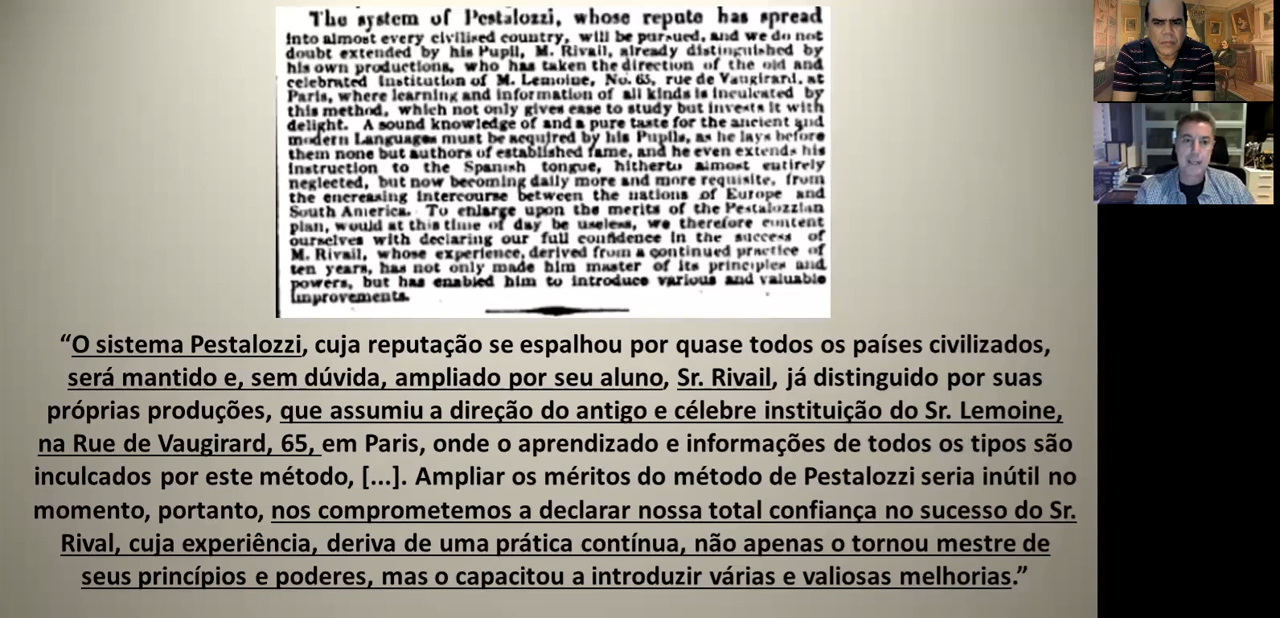 The system of Pestalozzi, whose repute has spread
into almost every civilised country, will be pursued, and we do not
doubt extended by his Pupil, M. Rivail, already distinguished by
his own productions, who has taken the direction of the old and
celebrated Institution of M. Lemoine, No. 65, rue de Vaugirard, at
Paris, where learning and information of all kinds is inculcated by
this method, which not only gives ease to study but invests it with
delight. A sound knowledge of and a pure taste for the ancient and
modern Languages must be acquired by his Pupils, as he lays before
them none but authors of established fame, and he even extends his
instruction to the Spanish tongue, hitherto almost entirely
neglected, but now becoming daily more and more requisite, from
the encreasing intercourse between the nations of Europe and
South America. To enlarge upon the merits of the Pestalozzian
plan, would at this time of day be useless, we therefore content
ourselves with declaring our full confidence in the success of
M. Rivail, whose experience, derived from a continued practice of
ten years, has not only made him master of its principles and
powers, but has enabled him to introduce various and valuable
improvements.
“O sistema Pestalozzi, cuja reputação se espalhou por quase todos os países civilizados,
será mantido e, sem dúvida, ampliado por seu aluno, Sr. Rivail, já distinguido por suas
próprias produções, que assumiu a direção do antigo e célebre instituição do Sr. Lemoine,
na Rue de Vaugirard, 65, em Paris, onde o aprendizado e informações de todos os tipos são
inculcados por este método, [...]. Ampliar os méritos do método de Pestalozzi seria inútil no
momento, portanto, nos comprometemos a declarar nossa total confiança no sucesso do Sr.
Rival, cuja experiência, deriva de uma prática contínua, não apenas o tornou mestre de
seus princípios e poderes, mas o capacitou a introduzir várias e valiosas melhorias.”